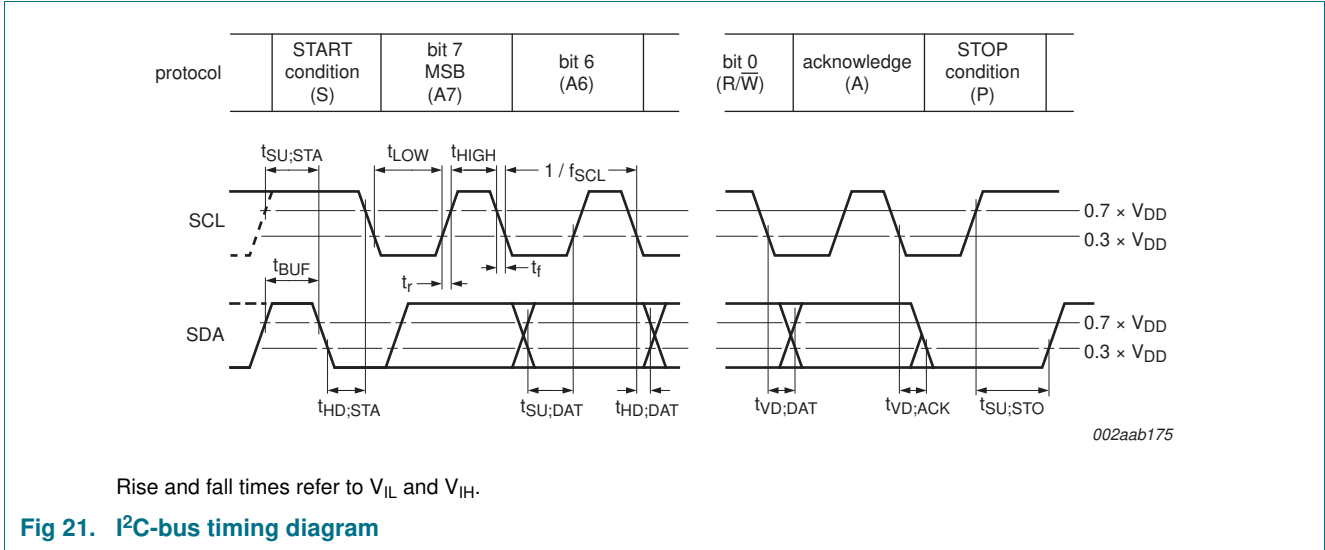 protocol
START
condition
(S)
bit 7
MSB
(A7)
bit 6
(A6)
bit 0
(R/W̅)
acknowledge
(A)
STOP
condition
(P)
tSU;STA
tLOW
tHIGH
1 / fSCL
SCL
0.7 × VDD
0.3 × VDD
tBUF
tr
tf
SDA
0.7 × VDD
0.3 × VDD
tHD;STA
tSU;DAT
tHD;DAT
tVD;DAT
tVD;ACK
tSU;STO
002aab175
Rise and fall times refer to VIL and VIH.
Fig 21. I²C-bus timing diagram